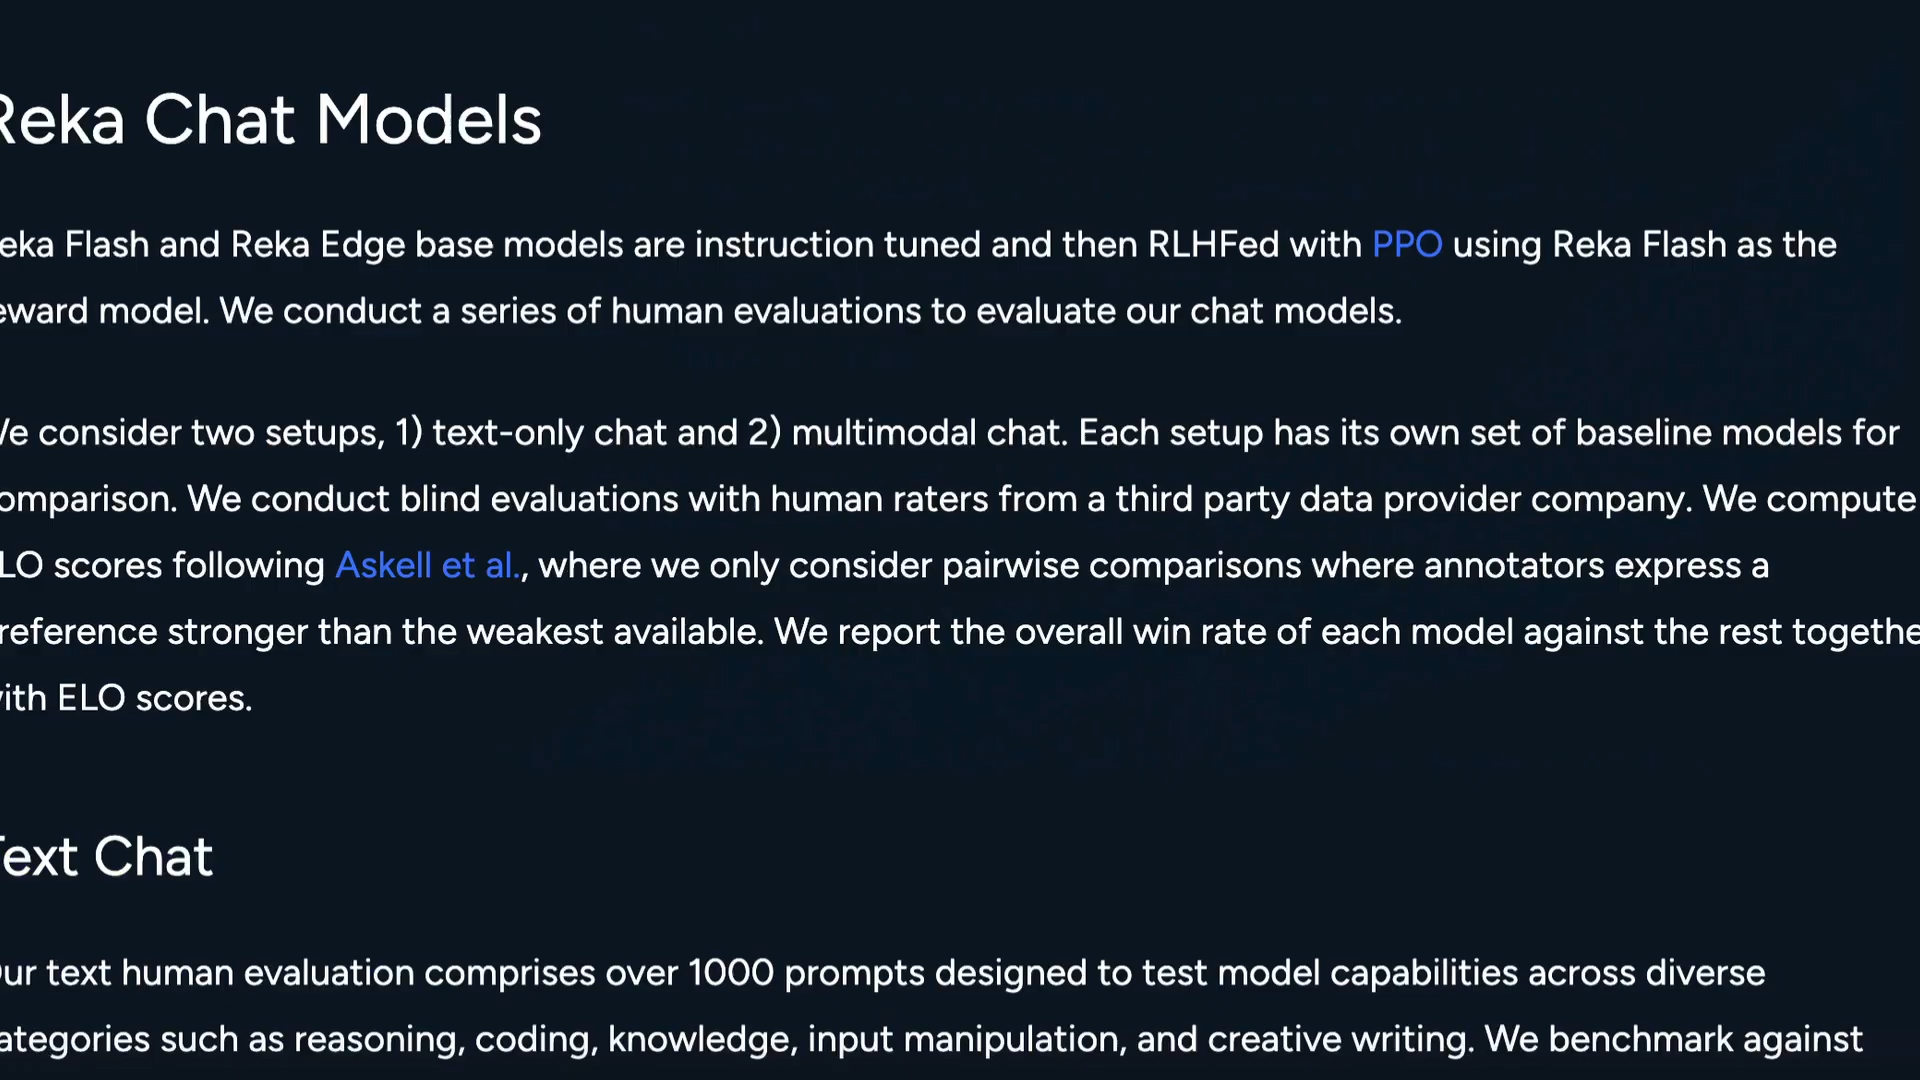 Reka Chat Models
eka Flash and Reka Edge base models are instruction tuned and then RLHFed with PPO using Reka Flash as the
eward model. We conduct a series of human evaluations to evaluate our chat models.
We consider two setups, 1) text-only chat and 2) multimodal chat. Each setup has its own set of baseline models for
omparison. We conduct blind evaluations with human raters from a third party data provider company. We compute
LO scores following Askell et al., where we only consider pairwise comparisons where annotators express a
reference stronger than the weakest available. We report the overall win rate of each model against the rest togethe
with ELO scores.
Text Chat
Our text human evaluation comprises over 1000 prompts designed to test model capabilities across diverse
ategories such as reasoning, coding, knowledge, input manipulation, and creative writing. We benchmark against